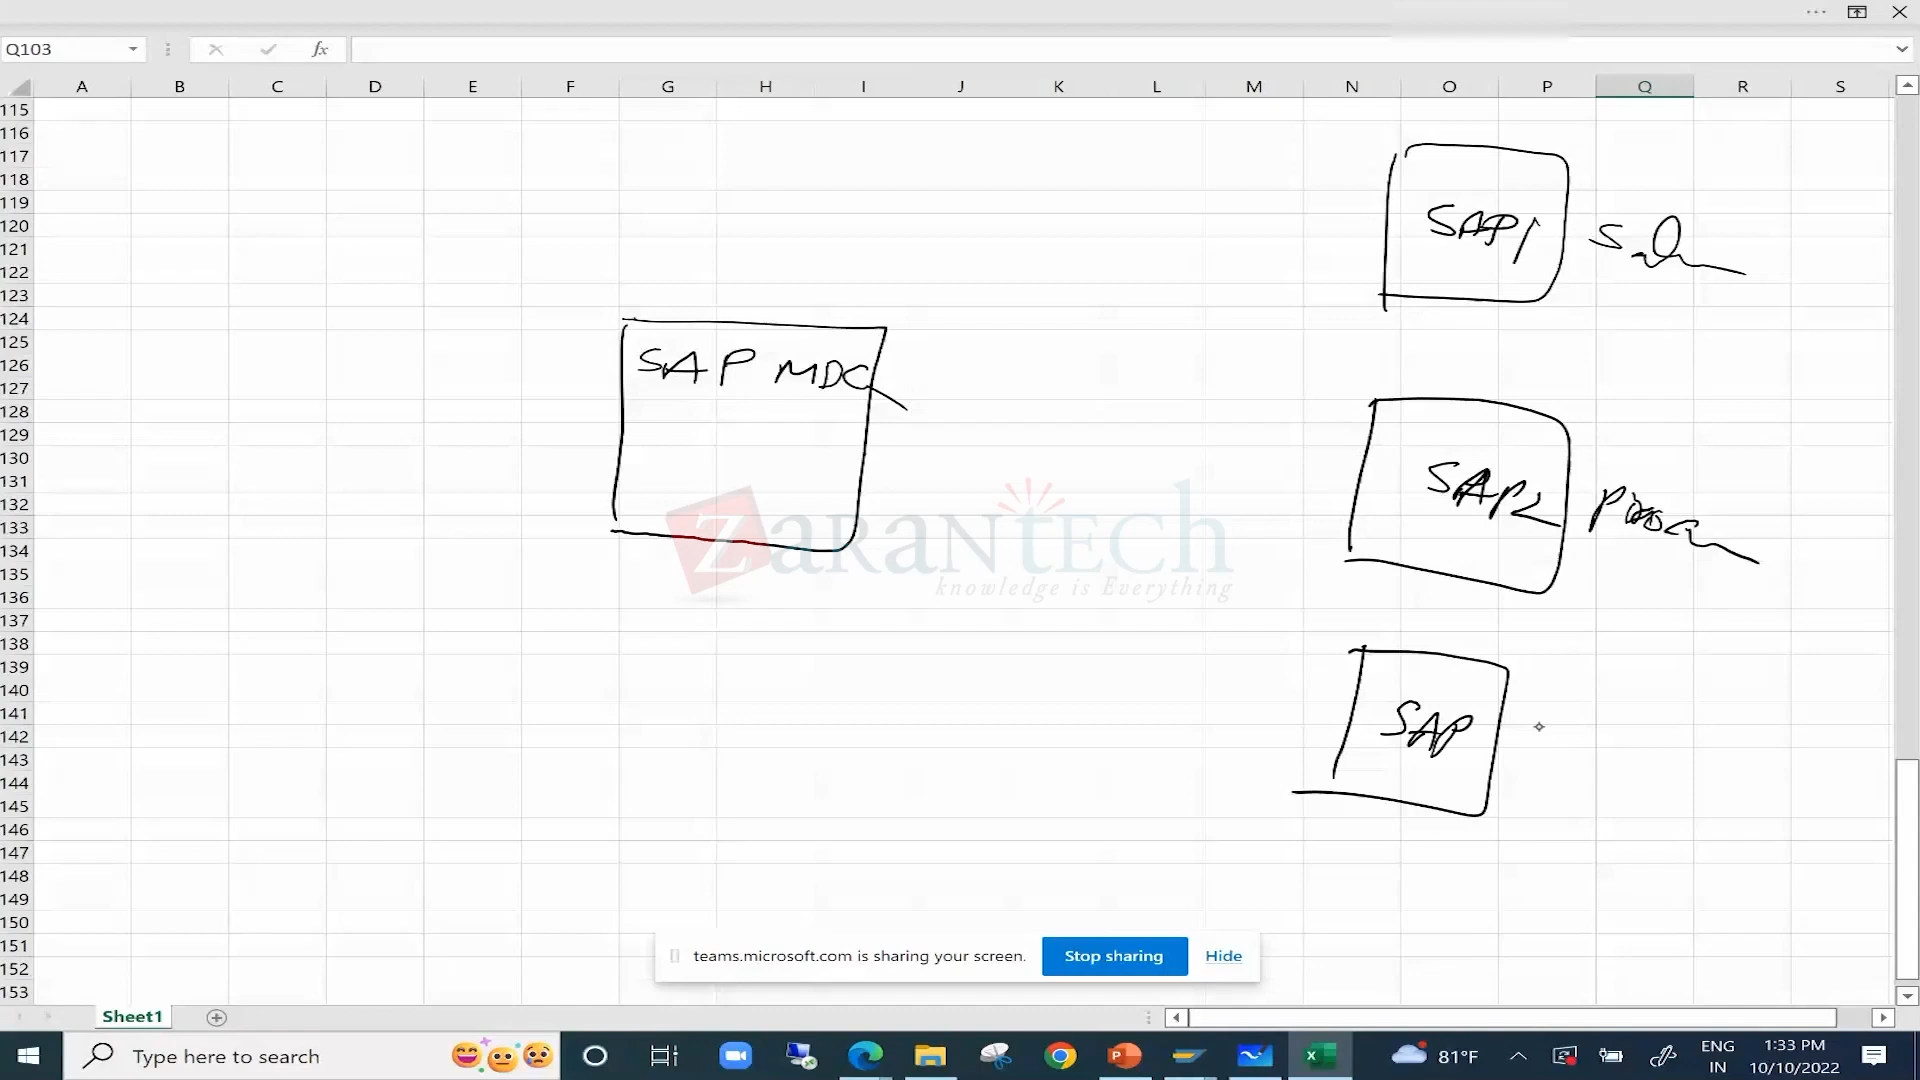 Q103
fx
A B C D E F G H I J K L M N O P Q R S
115
116
117
118
119
120
121
122
123
124
125
126
127
128
129
130
131
132
133
134
135
136
137
138
139
140
141
142
143
144
145
146
147
148
149
150
151
152
153
SAP1
SAP MDG
SAP2
ZARANTECH
knowledge is Everything
SAP
teams.microsoft.com is sharing your screen. Stop sharing Hide
Sheet1
Type here to search
81°F
ENG
IN
1:33 PM
10/10/2022